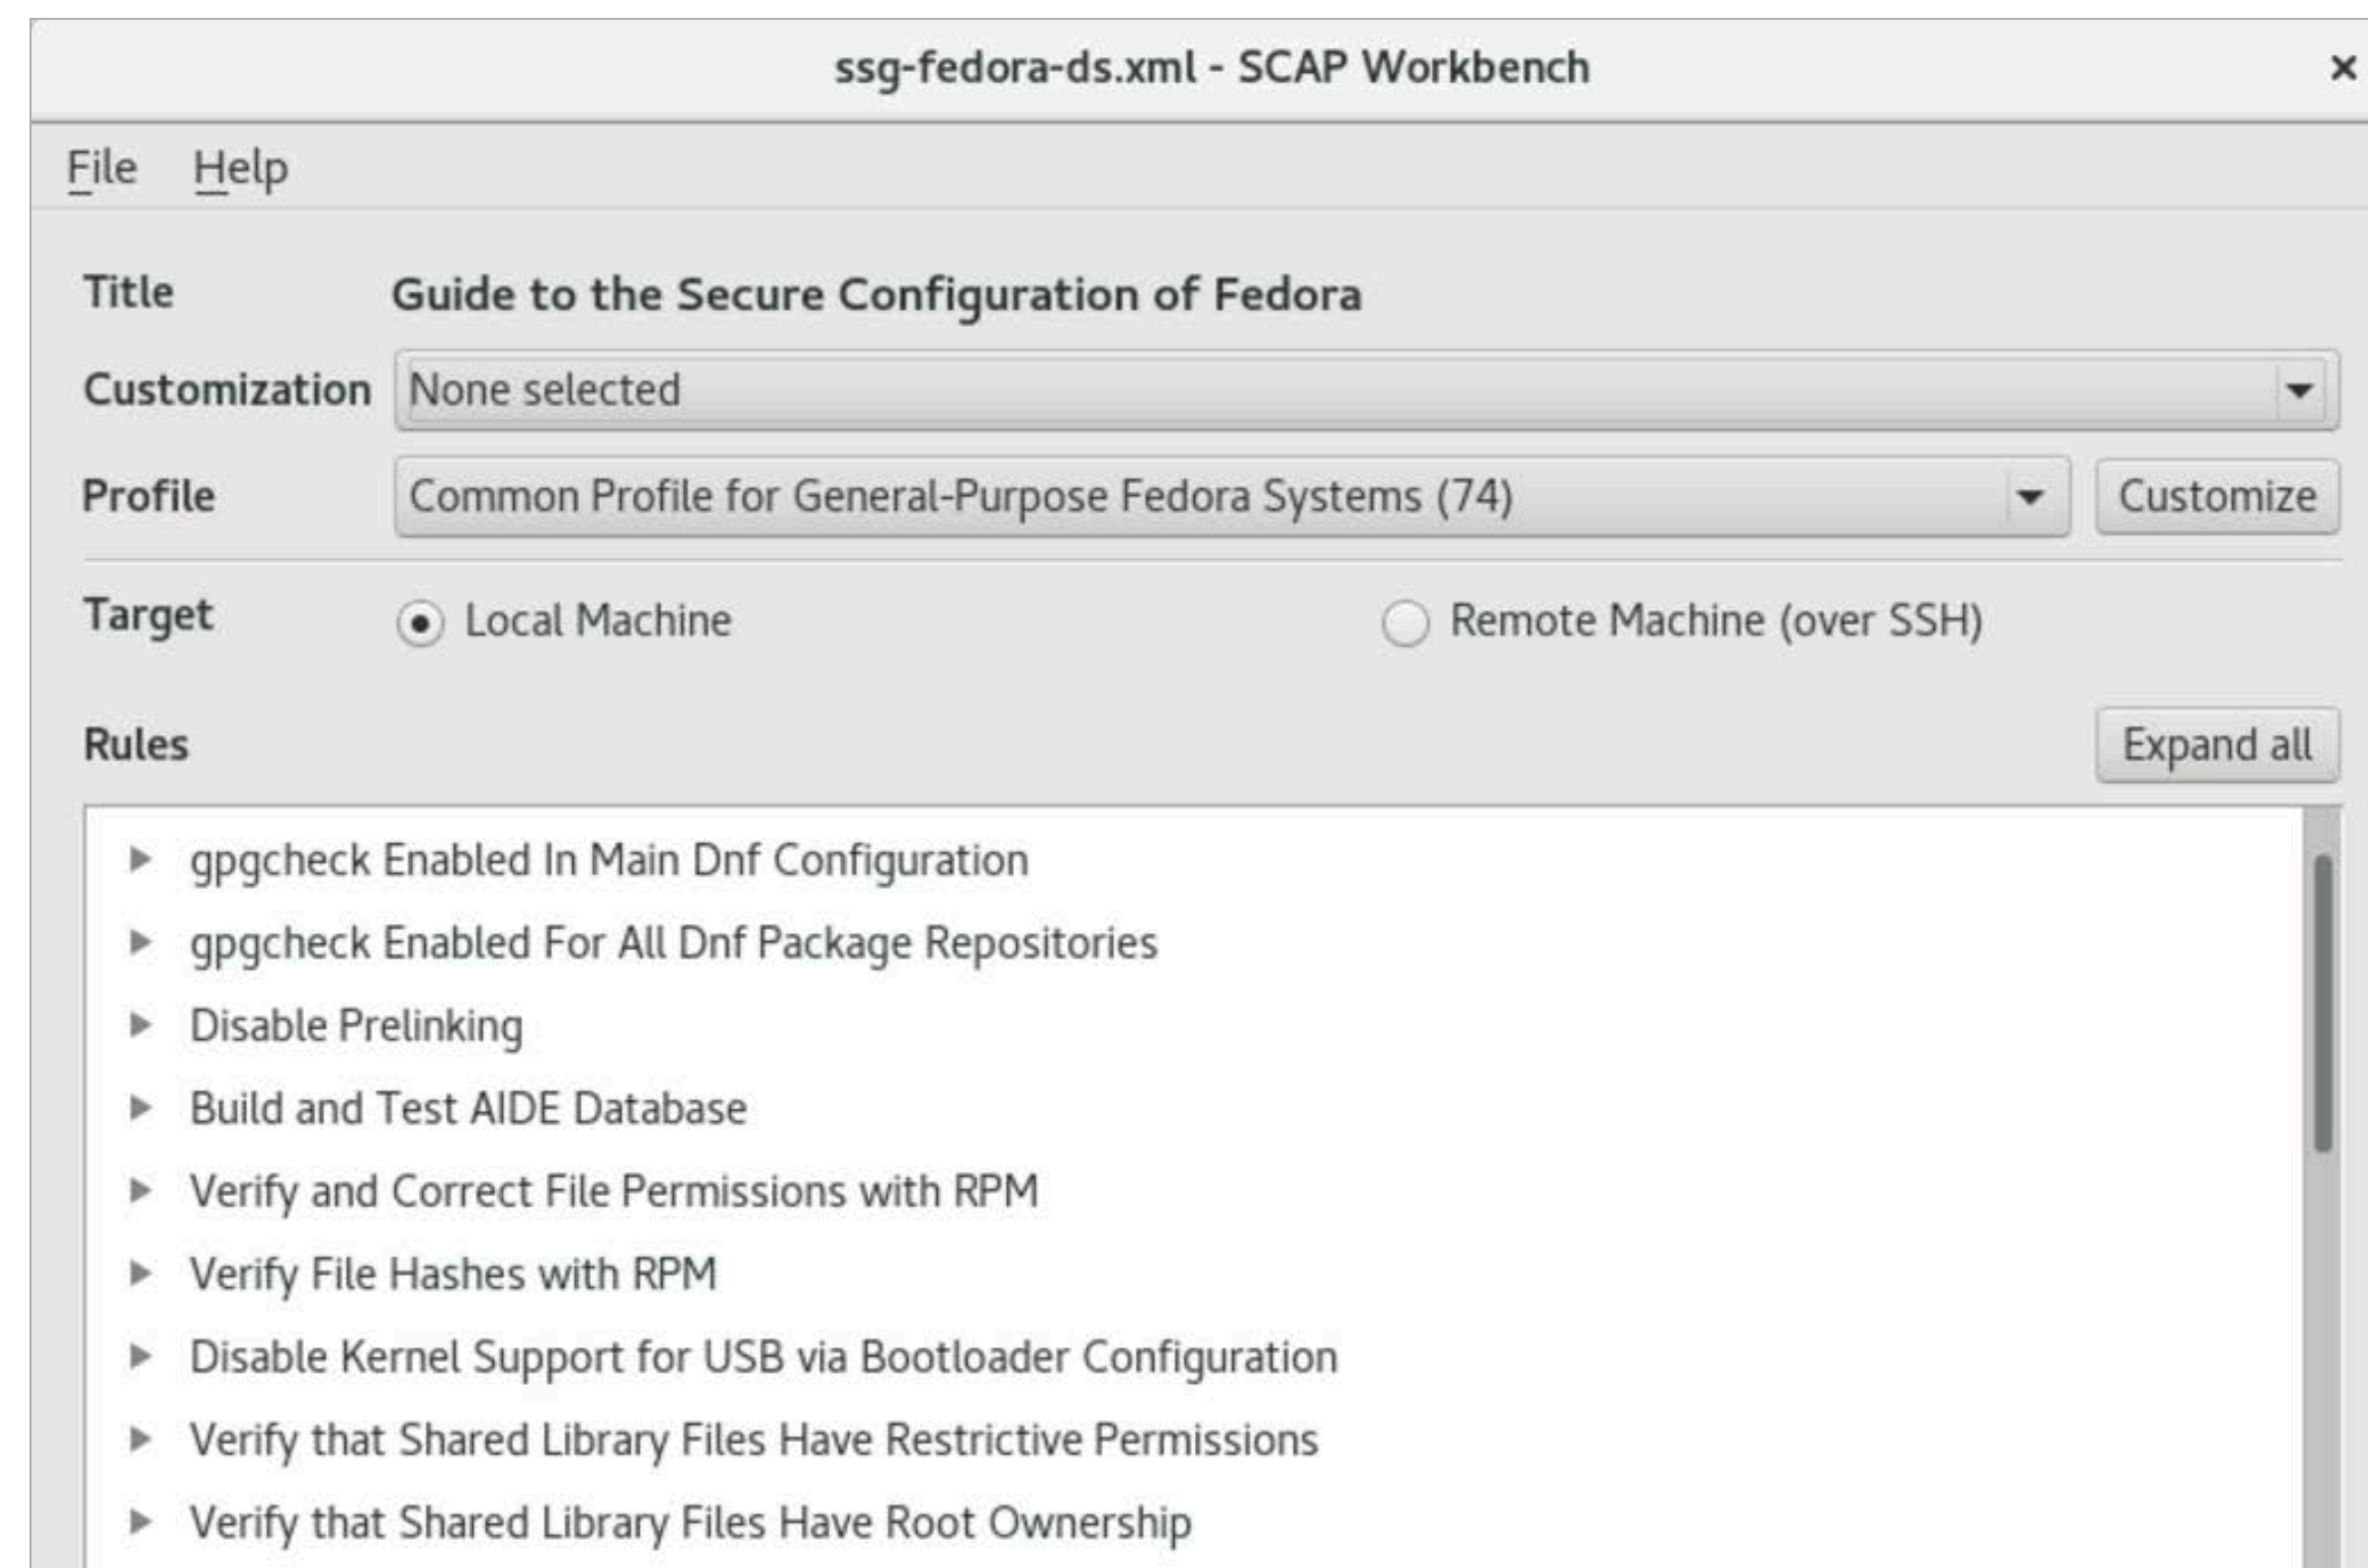 ssg-fedora-ds.xml - SCAP Workbench
File Help
Title Guide to the Secure Configuration of Fedora
Customization None selected
Profile Common Profile for General-Purpose Fedora Systems (74) Customize
Target Local Machine Remote Machine (over SSH)
Rules Expand all
gpgcheck Enabled In Main Dnf Configuration
gpgcheck Enabled For All Dnf Package Repositories
Disable Prelinking
Build and Test AIDE Database
Verify and Correct File Permissions with RPM
Verify File Hashes with RPM
Disable Kernel Support for USB via Bootloader Configuration
Verify that Shared Library Files Have Restrictive Permissions
Verify that Shared Library Files Have Root Ownership